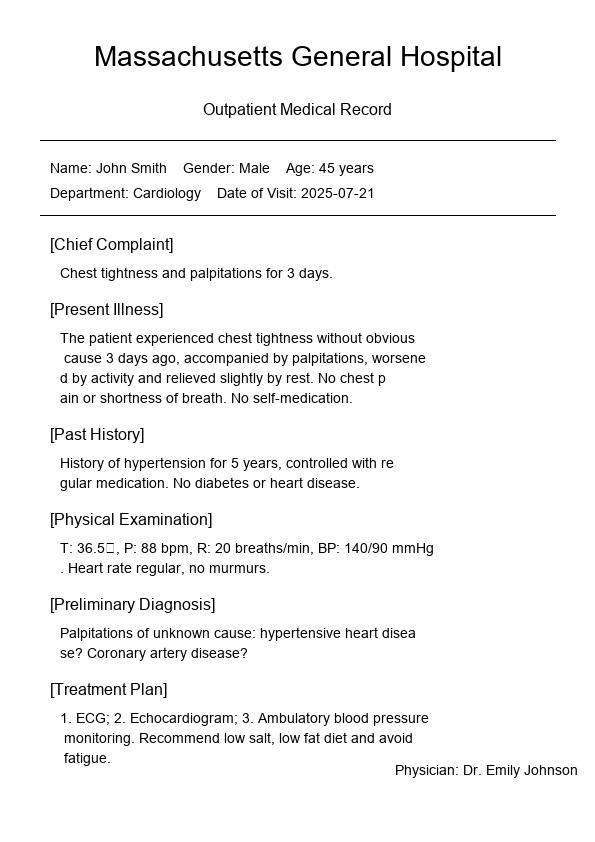 Massachusetts General Hospital
Outpatient Medical Record
Name: John Smith    Gender: Male    Age: 45 years
Department: Cardiology    Date of Visit: 2025-07-21
[Chief Complaint]
Chest tightness and palpitations for 3 days.
[Present Illness]
The patient experienced chest tightness without obvious
cause 3 days ago, accompanied by palpitations, worsene
d by activity and relieved slightly by rest. No chest p
ain or shortness of breath. No self-medication.
[Past History]
History of hypertension for 5 years, controlled with re
gular medication. No diabetes or heart disease.
[Physical Examination]
T: 36.5□, P: 88 bpm, R: 20 breaths/min, BP: 140/90 mmHg
. Heart rate regular, no murmurs.
[Preliminary Diagnosis]
Palpitations of unknown cause: hypertensive heart disea
se? Coronary artery disease?
[Treatment Plan]
1. ECG; 2. Echocardiogram; 3. Ambulatory blood pressure
monitoring. Recommend low salt, low fat diet and avoid
fatigue.
Physician: Dr. Emily Johnson